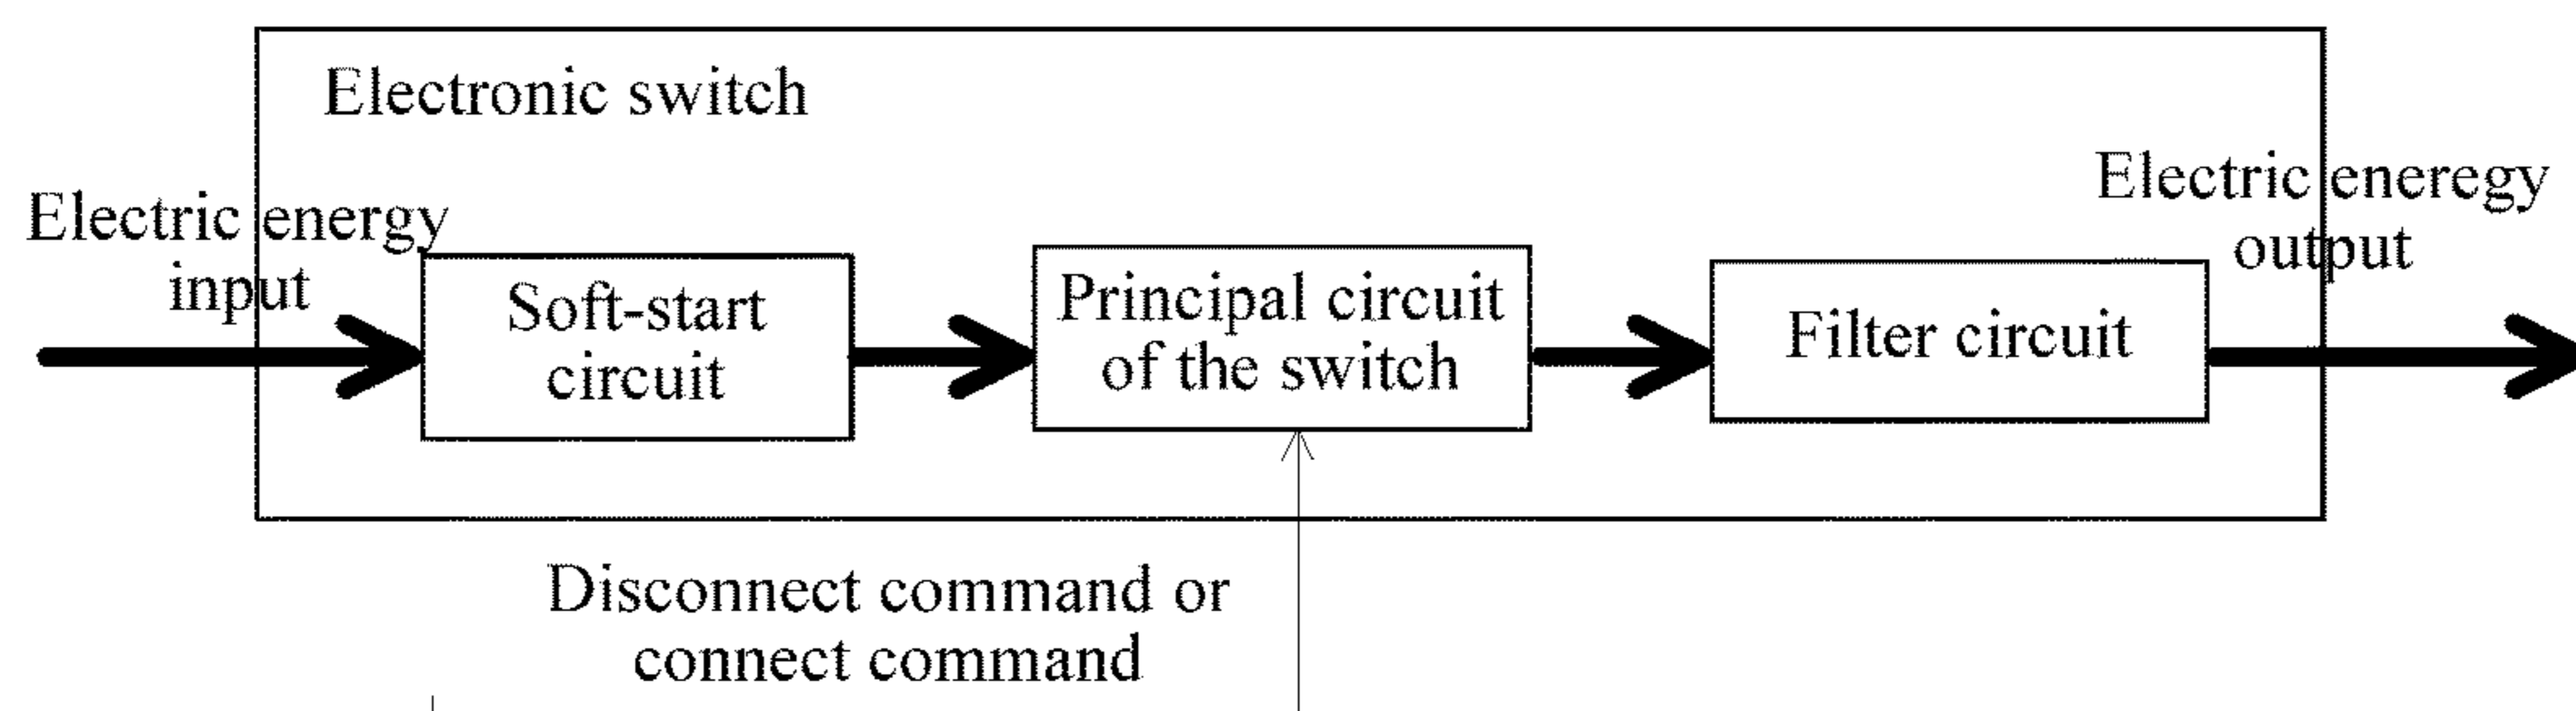 Electronic switch
Electric energy
input
Soft-start
circuit
Principal circuit
of the switch
Filter circuit
Electric eneregy
output
Disconnect command or
connect command